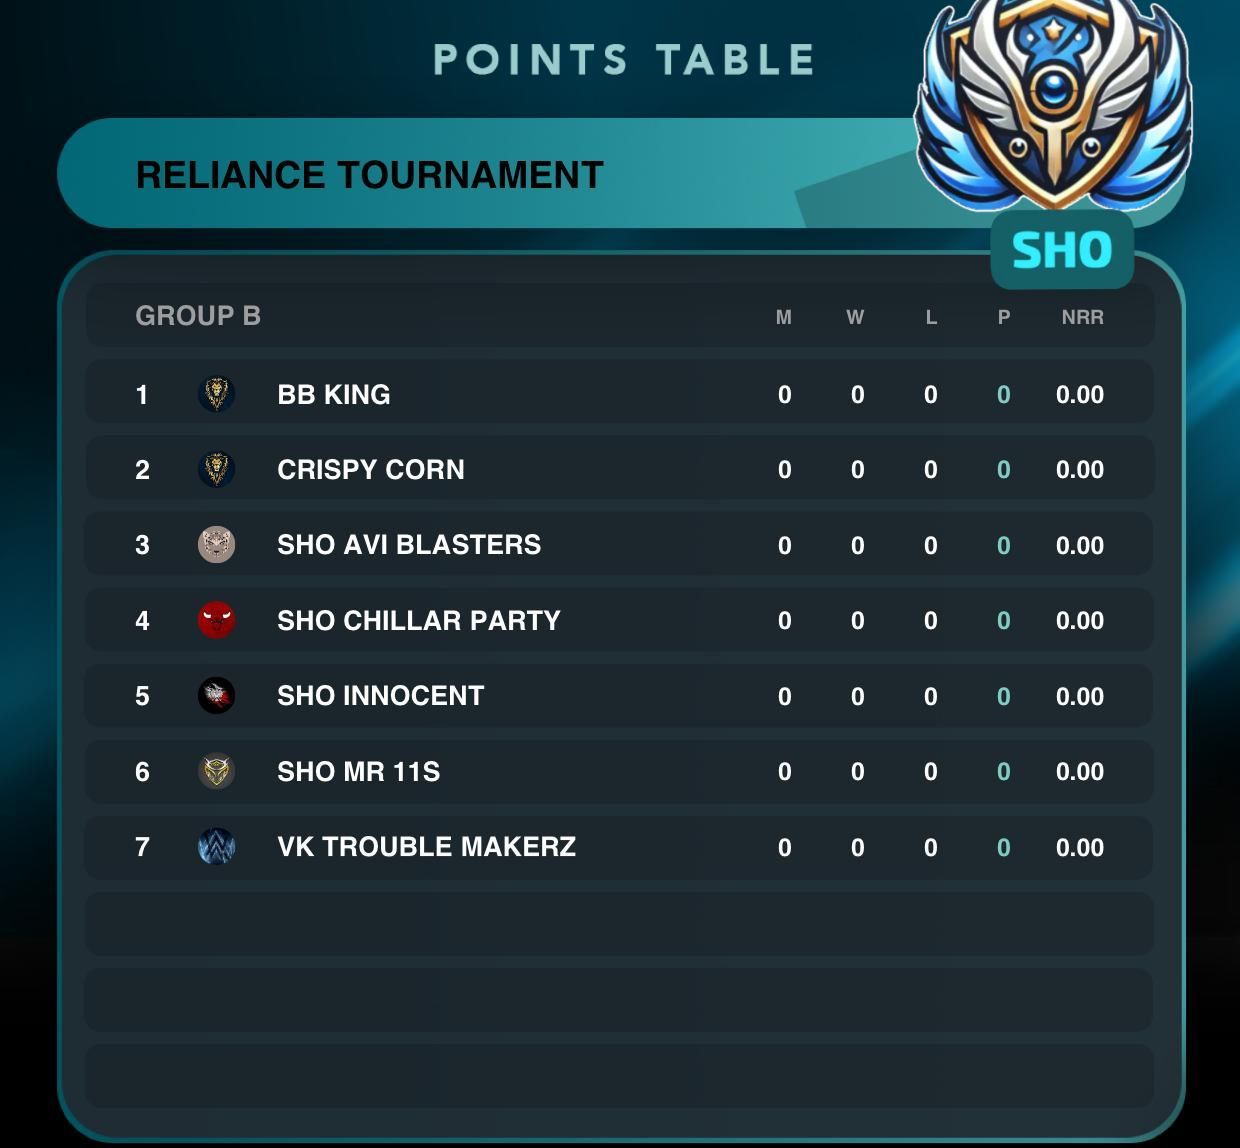 POINTS TABLE
RELIANCE TOURNAMENT
SHO
GROUP B M W L P NRR
1 BB KING 0 0 0 0 0.00
2 CRISPY CORN 0 0 0 0 0.00
3 SHO AVI BLASTERS 0 0 0 0 0.00
4 SHO CHILLAR PARTY 0 0 0 0 0.00
5 SHO INNOCENT 0 0 0 0 0.00
6 SHO MR 11S 0 0 0 0 0.00
7 VK TROUBLE MAKERZ 0 0 0 0 0.00